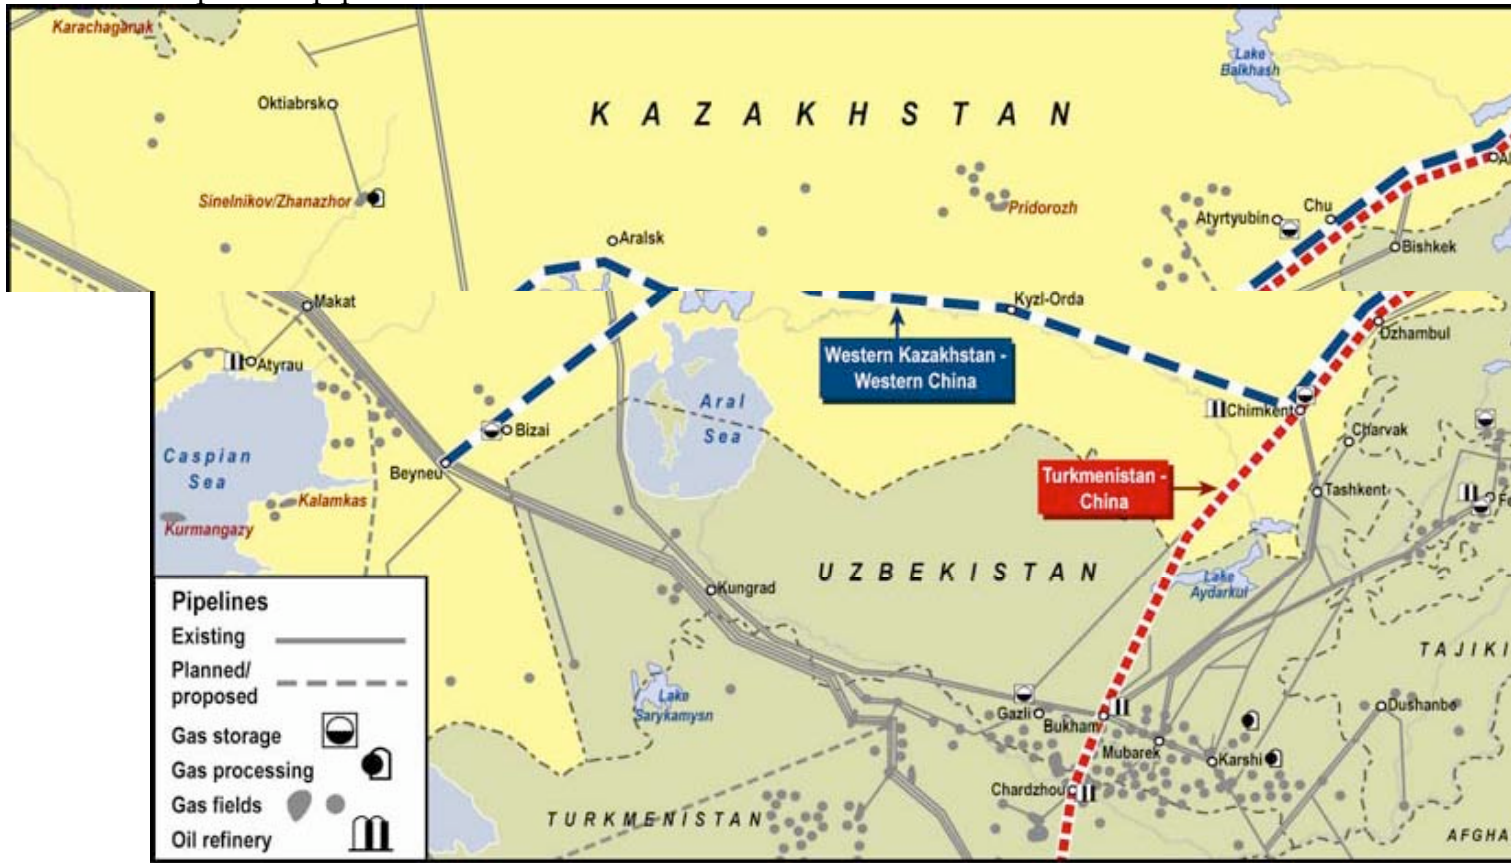 Karachaganak
Lake
Balkhash
Oktiabrsk
KAZAKHSTAN
Sinelnikov/Zhanazhor
Pridorozh
Atyrtyubin
Chu
Aralsk
Bishkek
Makat
Kyzl-Orda
Dzhambul
Atyrau
Western Kazakhstan -
Western China
Aral
Sea
Chimkent
Bizai
Charvak
Caspian
Sea
Beyneu
Turkmenistan -
China
Tashkent
Kalamkas
Kurmangazy
UZBEKISTAN
Lake
Aydarkul
Kungrad
Pipelines
Existing
Planned/
proposed
Gas storage
Gas processing
Gas fields
Oil refinery
TAJIKI
Lake
Sarykamysn
Gazli
Bukham
Dushanbe
Mubarek
Karshi
Chardzhou
TURKMENISTAN
AFGHA